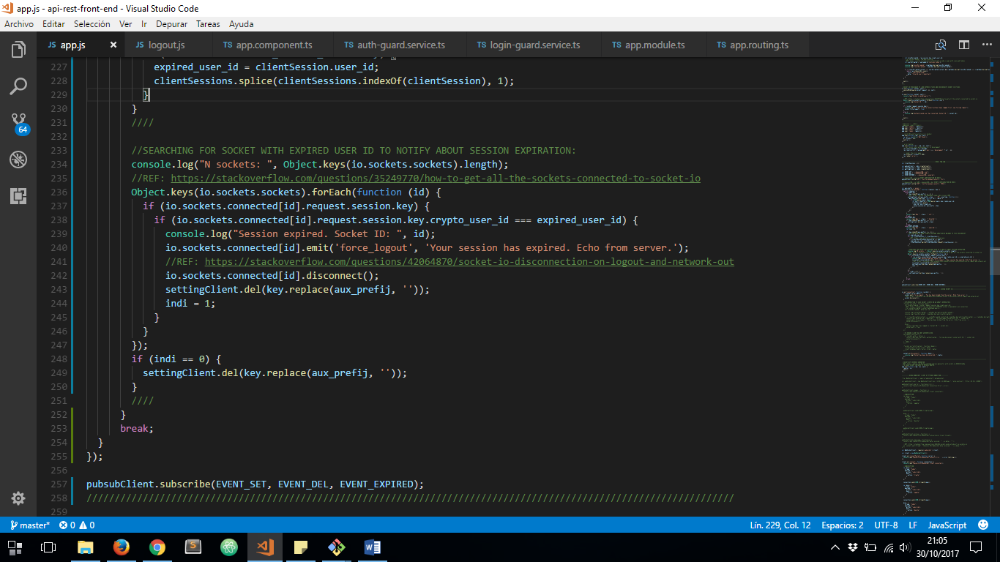 app.js - api-rest-front-end - Visual Studio Code
Archivo Editar Selección Ver Ir Depurar Tareas Ayuda
JS app.js × JS logout.js TS app.component.ts TS auth-guard.service.ts TS login-guard.service.ts TS app.module.ts TS app.routing.ts
227 expired_user_id = clientSession.user_id;
228 clientSessions.splice(clientSessions.indexOf(clientSession), 1);
229 }
230 }
231 ////
232
233 //SEARCHING FOR SOCKET WITH EXPIRED USER ID TO NOTIFY ABOUT SESSION EXPIRATION:
234 console.log("N sockets: ", Object.keys(io.sockets.sockets).length);
235 //REF: https://stackoverflow.com/questions/35249770/how-to-get-all-the-sockets-connected-to-socket-io
236 Object.keys(io.sockets.sockets).forEach(function (id) {
237 if (io.sockets.connected[id].request.session.key) {
238 if (io.sockets.connected[id].request.session.key.crypto_user_id === expired_user_id) {
239 console.log("Session expired. Socket ID: ", id);
240 io.sockets.connected[id].emit('force_logout', 'Your session has expired. Echo from server.');
241 //REF: https://stackoverflow.com/questions/42064870/socket-io-disconnection-on-logout-and-network-out
242 io.sockets.connected[id].disconnect();
243 settingClient.del(key.replace(aux_prefij, ''));
244 indi = 1;
245 }
246 }
247 });
248 if (indi == 0) {
249 settingClient.del(key.replace(aux_prefij, ''));
250 }
251 ////
252 }
253 break;
254 }
255 });
256
257 pubsubClient.subscribe(EVENT_SET, EVENT_DEL, EVENT_EXPIRED);
258 ///////////////////////////////////////////////////////////////////////////////////////////////////////////////////
259
64
master* 0 0 Lín. 229, Col. 12 Espacios: 2 UTF-8 LF JavaScript
21:05
30/10/2017